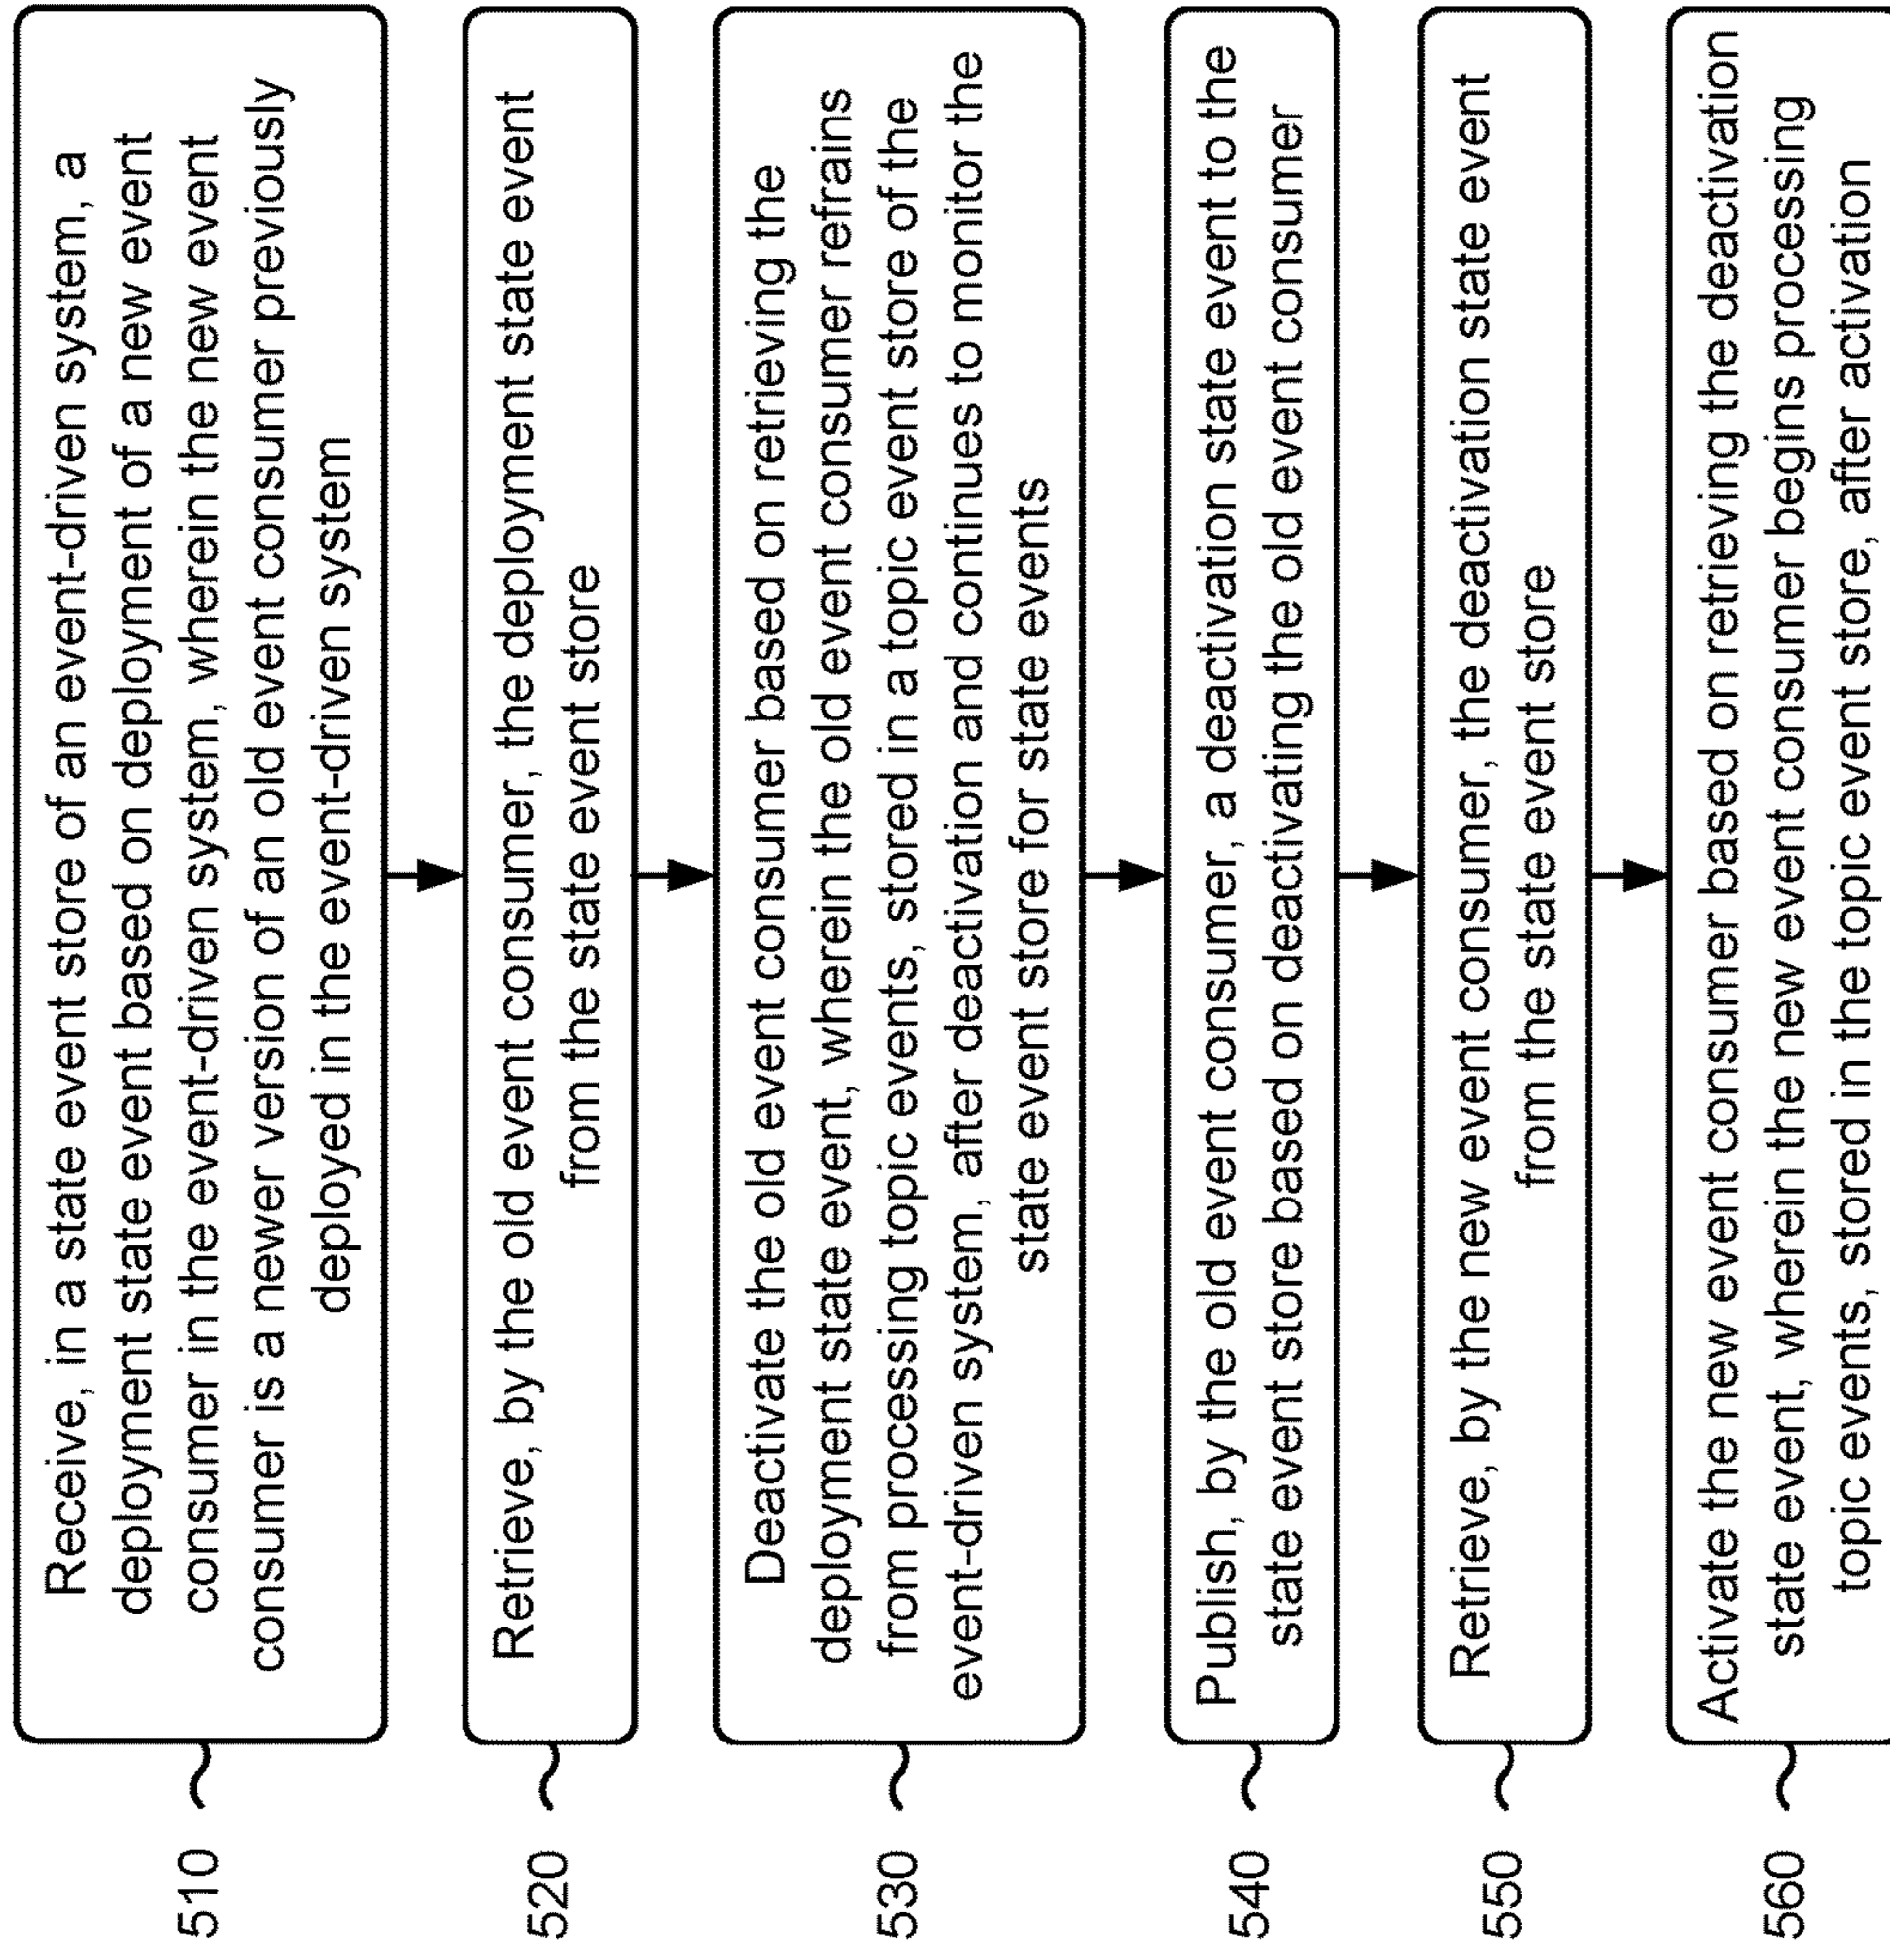 510
Receive, in a state event store of an event-driven system, a
deployment state event based on deployment of a new event
consumer in the event-driven system, wherein the new event
consumer is a newer version of an old event consumer previously
deployed in the event-driven system
520
Retrieve, by the old event consumer, the deployment state event
from the state event store
530
Deactivate the old event consumer based on retrieving the
deployment state event, wherein the old event consumer refrains
from processing topic events, stored in a topic event store of the
event-driven system, after deactivation and continues to monitor the
state event store for state events
540
Publish, by the old event consumer, a deactivation state event to the
state event store based on deactivating the old event consumer
550
Retrieve, by the new event consumer, the deactivation state event
from the state event store
560
Activate the new event consumer based on retrieving the deactivation
state event, wherein the new event consumer begins processing
topic events, stored in the topic event store, after activation